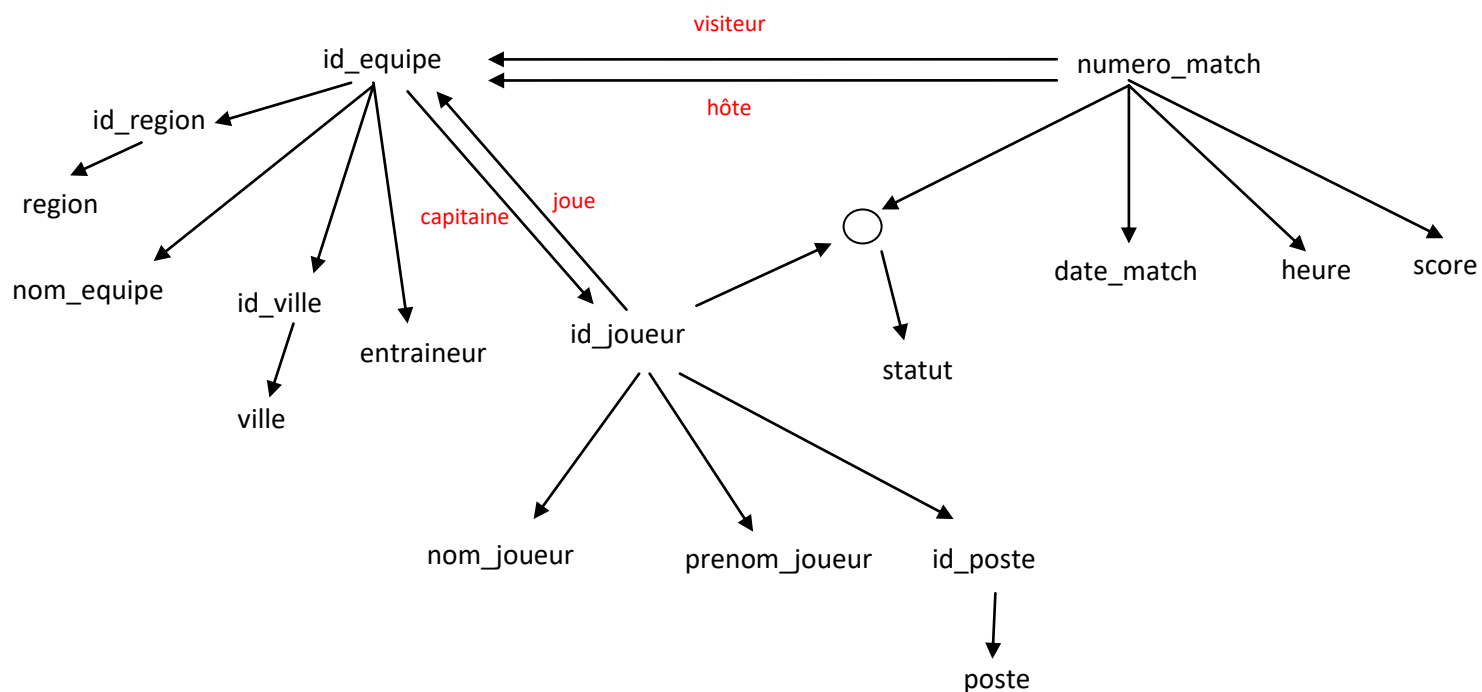 visiteur
id_equipe
numero_match
hôte
id_region
region
capitaine
joue
nom_equipe
id_ville
entraineur
ville
id_joueur
statut
date_match
heure
score
nom_joueur
prenom_joueur
id_poste
poste